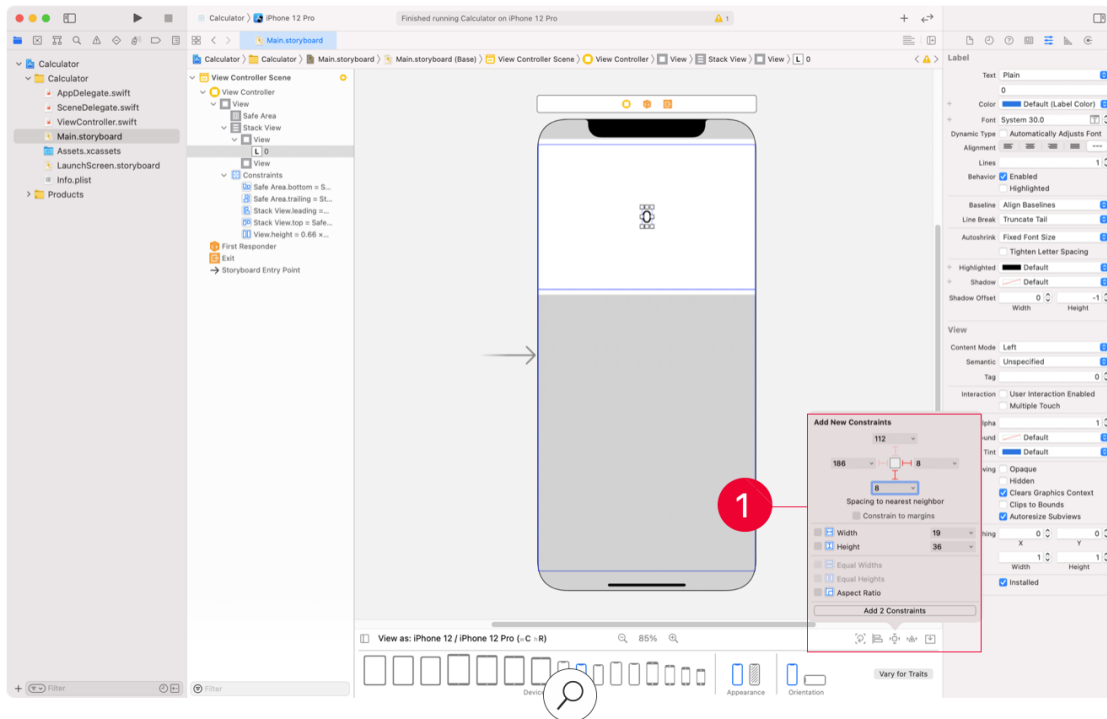 Calculator iPhone 12 Pro Finished running Calculator on iPhone 12 Pro 1
Main.storyboard
Calculator Calculator Main.storyboard Main.storyboard (Base) View Controller Scene View Controller View Stack View View L 0
Calculator
Calculator
AppDelegate.swift
SceneDelegate.swift
ViewController.swift
Main.storyboard
Assets.xcassets
LaunchScreen.storyboard
Info.plist
Products
Filter
View Controller Scene
View Controller
View
Safe Area
Stack View
View
L 0
View
Constraints
Safe Area.bottom = S...
Safe Area.trailing = St...
Stack View.leading =...
Stack View.top = Safe...
View.height = 0.66 ×...
First Responder
Exit
Storyboard Entry Point
Filter
0
1
Add New Constraints
112
186 8
8
Spacing to nearest neighbor
Constrain to margins
Width 19
Height 36
Equal Widths
Equal Heights
Aspect Ratio
Add 2 Constraints
View as: iPhone 12 / iPhone 12 Pro (wC hR) 85%
Appearance Orientation
Vary for Traits
Label
Text Plain
0
Color Default (Label Color)
Font System 30.0
Dynamic Type Automatically Adjusts Font
Alignment
Lines 1
Behavior Enabled
Highlighted
Baseline Align Baselines
Line Break Truncate Tail
Autoshrink Fixed Font Size
Tighten Letter Spacing
Highlighted Default
Shadow Default
Shadow Offset 0 -1
Width Height
View
Content Mode Left
Semantic Unspecified
Tag 0
Interaction User Interaction Enabled
Multiple Touch
1
Default
Tint Default
Opaque
Hidden
Clears Graphics Context
Clips to Bounds
Autoresize Subviews
0 0
X Y
1 1
Width Height
Installed